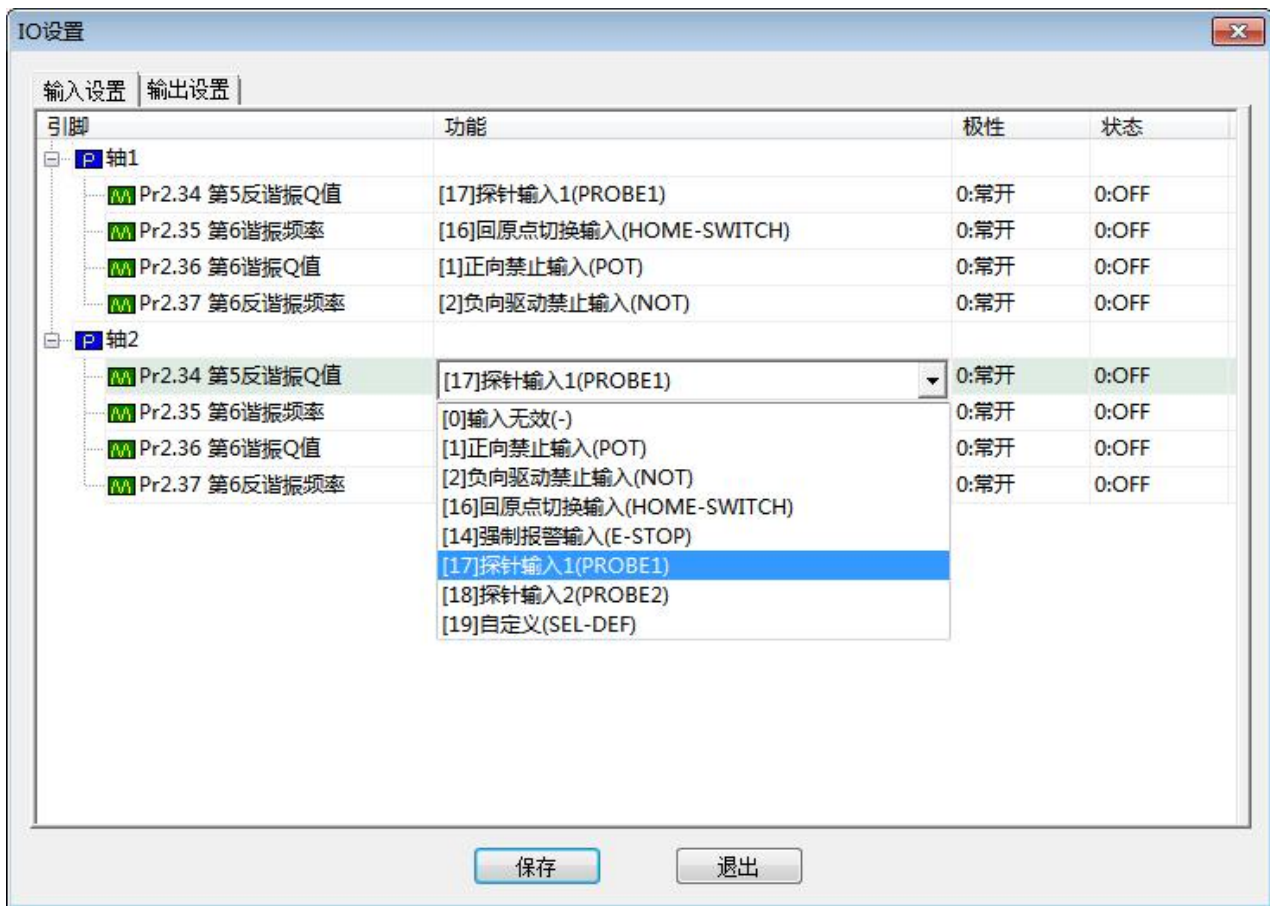 IO设置
输入设置 输出设置
引脚 功能 极性 状态
P 轴1
Pr2.34 第5反谐振Q值 [17]探针输入1(PROBE1) 0:常开 0:OFF
Pr2.35 第6谐振频率 [16]回原点切换输入(HOME-SWITCH) 0:常开 0:OFF
Pr2.36 第6谐振Q值 [1]正向禁止输入(POT) 0:常开 0:OFF
Pr2.37 第6反谐振频率 [2]负向驱动禁止输入(NOT) 0:常开 0:OFF
P 轴2
Pr2.34 第5反谐振Q值 [17]探针输入1(PROBE1) 0:常开 0:OFF
Pr2.35 第6谐振频率 0:常开 0:OFF
Pr2.36 第6谐振Q值 0:常开 0:OFF
Pr2.37 第6反谐振频率 0:常开 0:OFF
[0]输入无效(-)
[1]正向禁止输入(POT)
[2]负向驱动禁止输入(NOT)
[16]回原点切换输入(HOME-SWITCH)
[14]强制报警输入(E-STOP)
[17]探针输入1(PROBE1)
[18]探针输入2(PROBE2)
[19]自定义(SEL-DEF)
保存 退出